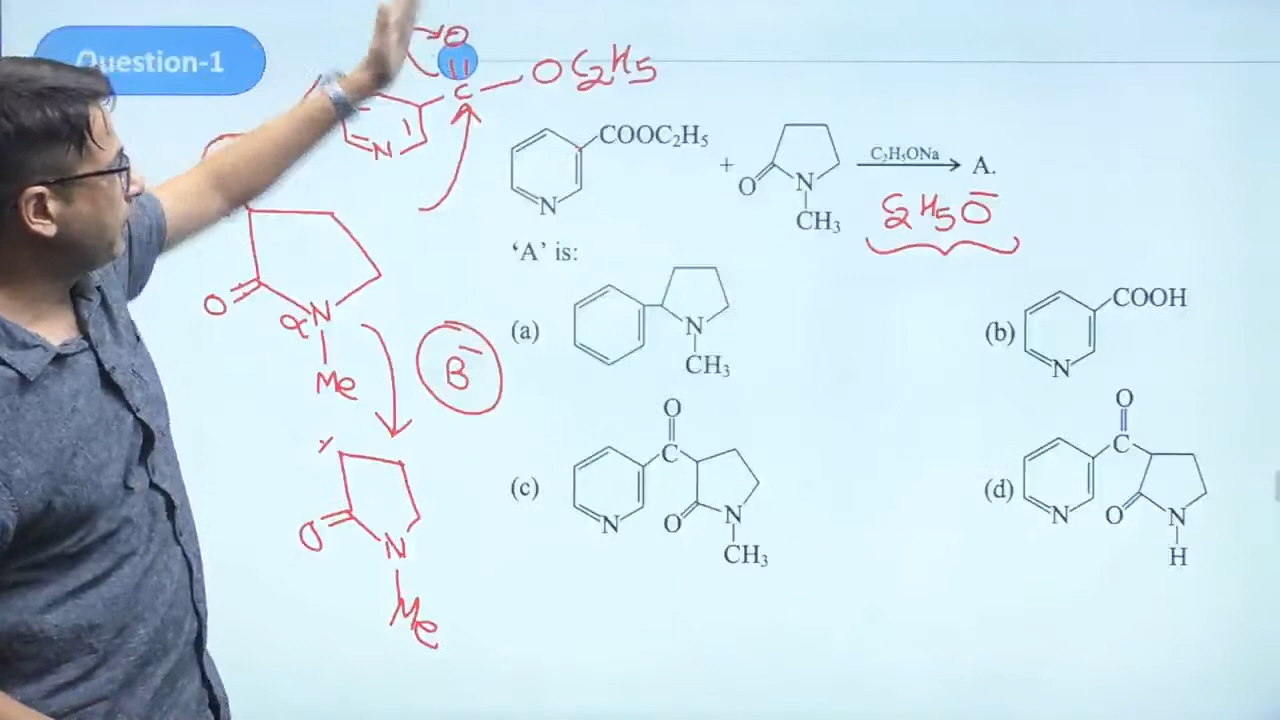 Question-1
O
C
OC2H5
N
COOC₂H₅
+
N
O
N
CH₃
C₂H₅ONa
A.
C2H5O⁻
'A' is:
O
N
α
Me
B⁻
(a)
N
CH₃
(b)
COOH
N
(c)
O
C
N
O
N
CH₃
(d)
O
C
N
O
N
H
O
N
Me